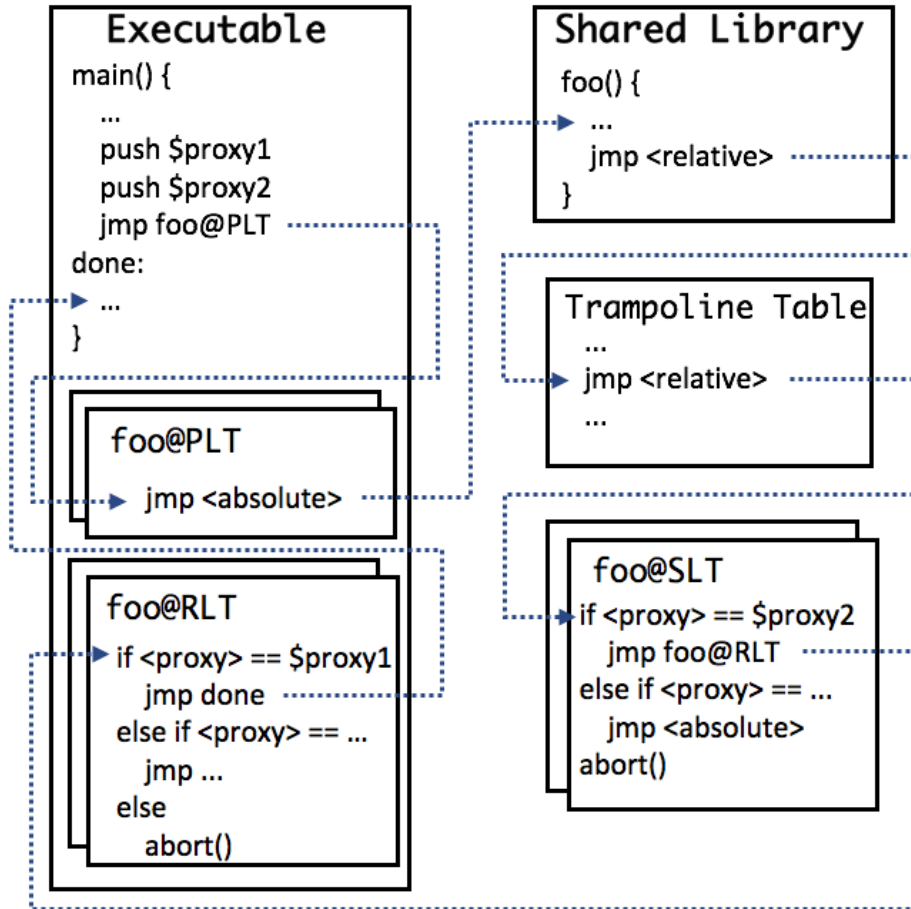 Executable
main() {
...
push $proxy1
push $proxy2
jmp foo@PLT
done:
...
}
foo@PLT
jmp <absolute>
foo@RLT
if <proxy> == $proxy1
jmp done
else if <proxy> == ...
jmp ...
else
abort()
Shared Library
foo() {
...
jmp <relative>
}
Trampoline Table
...
jmp <relative>
...
foo@SLT
if <proxy> == $proxy2
jmp foo@RLT
else if <proxy> == ...
jmp <absolute>
abort()